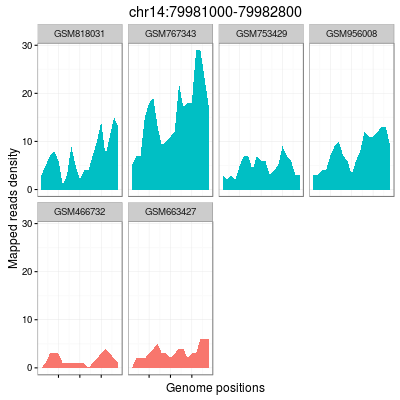 chr14:79981000-79982800
GSM818031 GSM767343 GSM753429 GSM956008
30
20
10
0
GSM466732 GSM663427
30
20
10
0
Mapped reads density
Genome positions